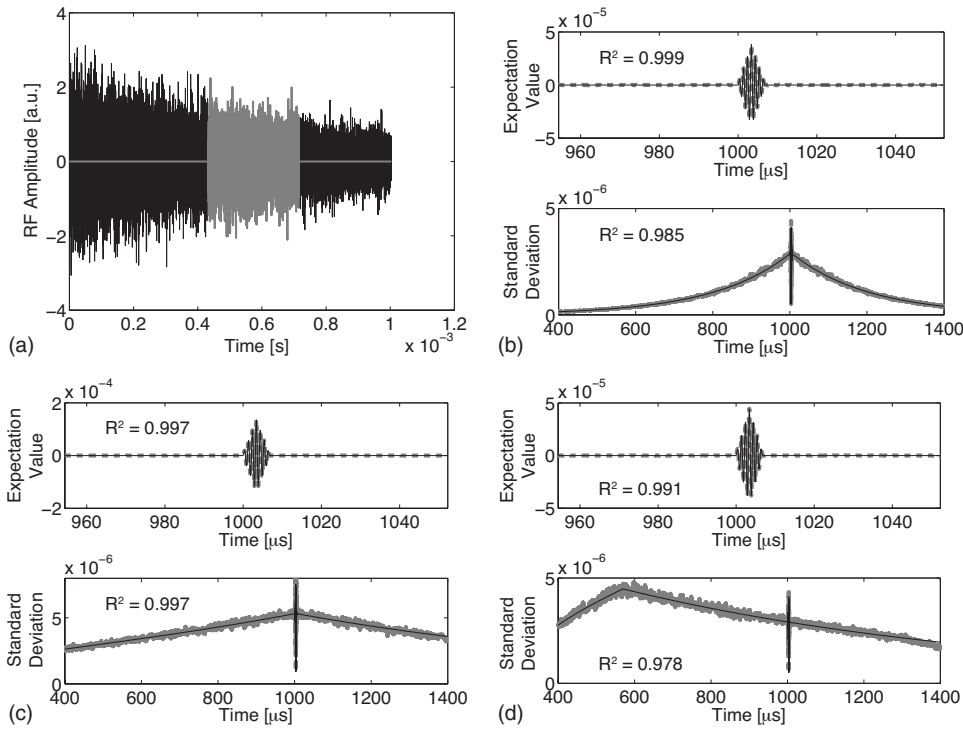 4
2
0
−2
−4
RF Amplitude [a.u.]
0 0.2 0.4 0.6 0.8 1 1.2
Time [s]
x 10⁻³
(a)
x 10⁻⁵
5
0
−5
Expectation
Value
R² = 0.999
960 980 1000 1020 1040
Time [μs]
x 10⁻⁶
5
0
Standard
Deviation
R² = 0.985
400 600 800 1000 1200 1400
Time [μs]
(b)
x 10⁻⁴
2
0
−2
Expectation
Value
R² = 0.997
960 980 1000 1020 1040
Time [μs]
x 10⁻⁶
5
0
Standard
Deviation
R² = 0.997
400 600 800 1000 1200 1400
Time [μs]
(c)
x 10⁻⁵
5
0
−5
Expectation
Value
R² = 0.991
960 980 1000 1020 1040
Time [μs]
x 10⁻⁶
5
0
Standard
Deviation
R² = 0.978
400 600 800 1000 1200 1400
Time [μs]
(d)